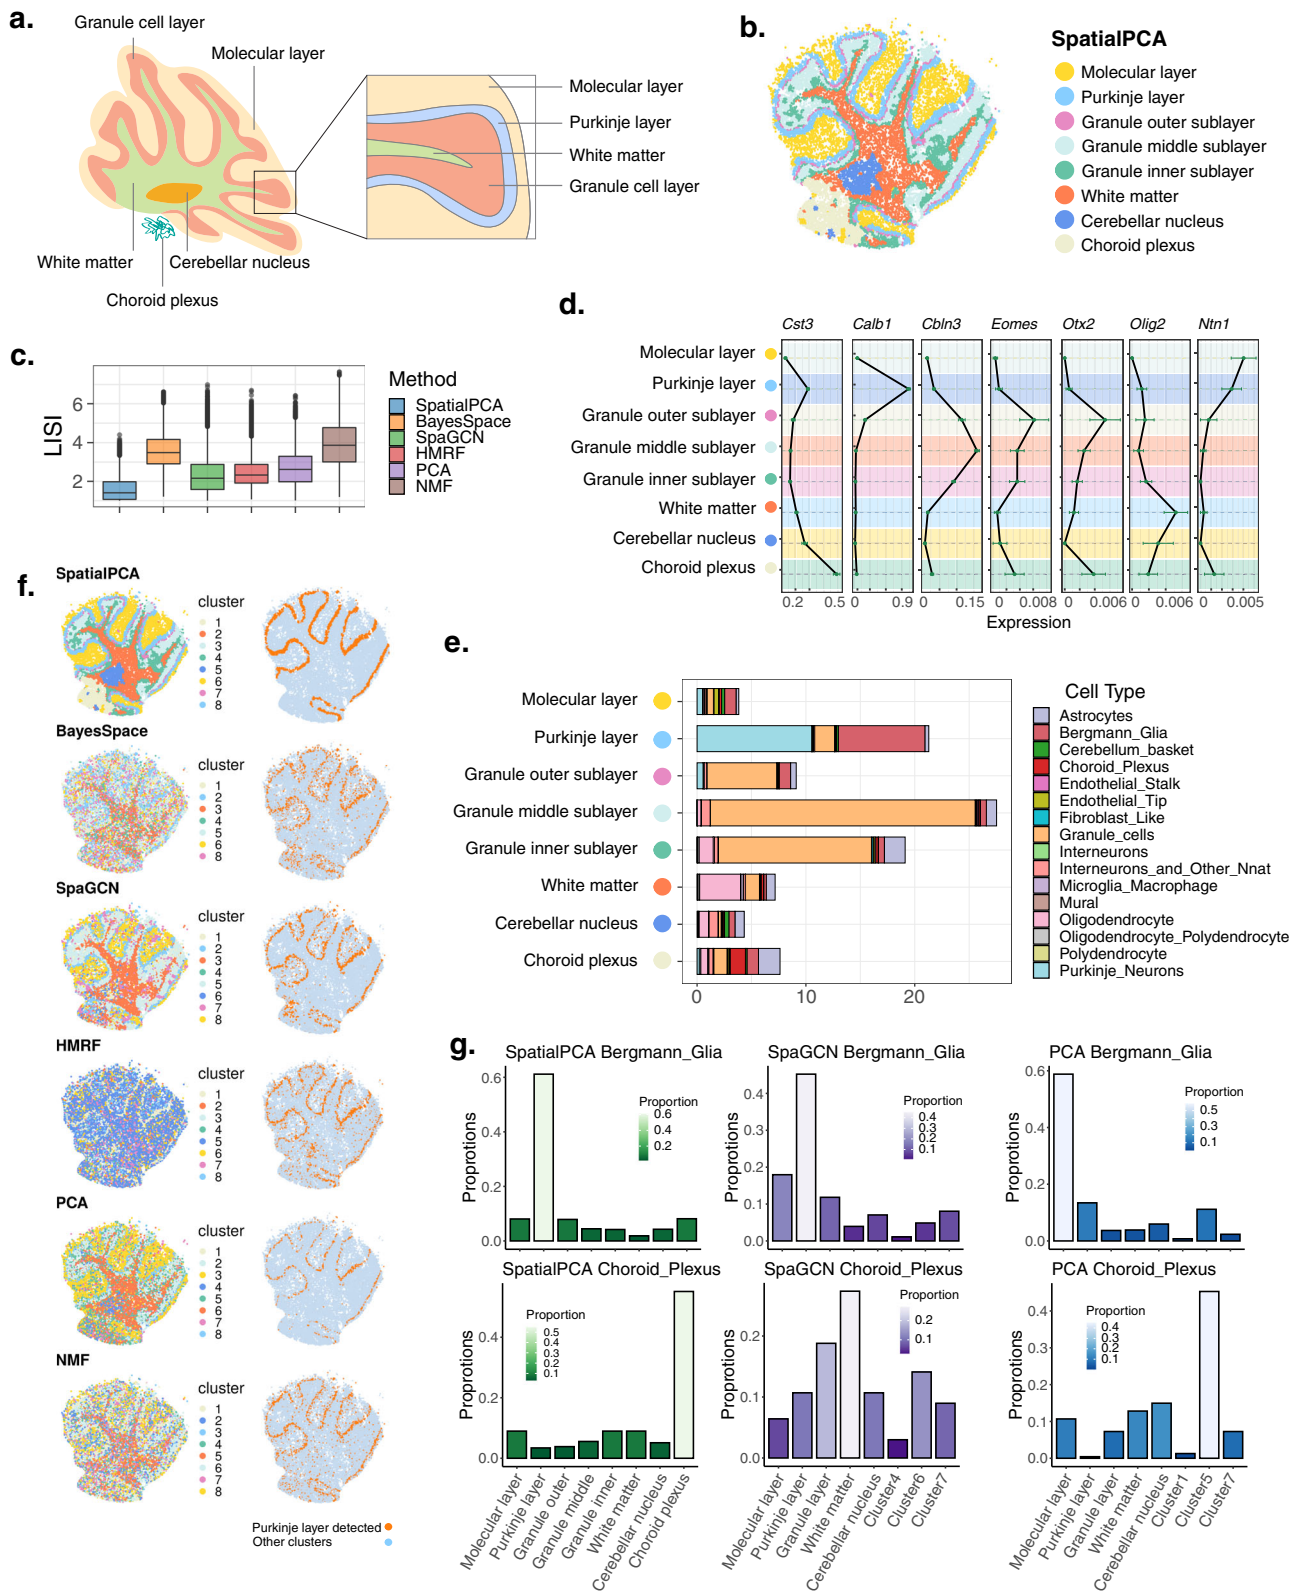 a.
Granule cell layer
Molecular layer
White matter
Cerebellar nucleus
Choroid plexus
Molecular layer
Purkinje layer
White matter
Granule cell layer
b.
SpatialPCA
Molecular layer
Purkinje layer
Granule outer sublayer
Granule middle sublayer
Granule inner sublayer
White matter
Cerebellar nucleus
Choroid plexus
c.
LISI
6
4
2
Method
SpatialPCA
BayesSpace
SpaGCN
HMRF
PCA
NMF
d.
Cst3 Calb1 Cbln3 Eomes Otx2 Olig2 Ntn1
Molecular layer
Purkinje layer
Granule outer sublayer
Granule middle sublayer
Granule inner sublayer
White matter
Cerebellar nucleus
Choroid plexus
0.2 0.5 0 0.9 0 0.15 0 0.008 0 0.006 0 0.006 0 0.005
Expression
e.
Molecular layer
Purkinje layer
Granule outer sublayer
Granule middle sublayer
Granule inner sublayer
White matter
Cerebellar nucleus
Choroid plexus
0 10 20
Cell Type
Astrocytes
Bergmann_Glia
Cerebellum_basket
Choroid_Plexus
Endothelial_Stalk
Endothelial_Tip
Fibroblast_Like
Granule_cells
Interneurons
Interneurons_and_Other_Nnat
Microglia_Macrophage
Mural
Oligodendrocyte
Oligodendrocyte_Polydendrocyte
Polydendrocyte
Purkinje_Neurons
f.
SpatialPCA
cluster
1
2
3
4
5
6
7
8
BayesSpace
cluster
1
2
3
4
5
6
7
8
SpaGCN
cluster
1
2
3
4
5
6
7
8
HMRF
cluster
1
2
3
4
5
6
7
8
PCA
cluster
1
2
3
4
5
6
7
8
NMF
cluster
1
2
3
4
5
6
7
8
Purkinje layer detected
Other clusters
g.
SpatialPCA Bergmann_Glia
Proprotions
0.6
0.4
0.2
0.0
Proportion
0.6
0.4
0.2
SpaGCN Bergmann_Glia
Proprotions
0.4
0.3
0.2
0.1
0.0
Proportion
0.4
0.3
0.2
0.1
PCA Bergmann_Glia
Proprotions
0.6
0.4
0.2
0.0
Proportion
0.5
0.3
0.1
SpatialPCA Choroid_Plexus
Proprotions
0.4
0.2
0.0
Proportion
0.5
0.4
0.3
0.2
0.1
Molecular layer
Purkinje layer
Granule outer
Granule middle
Granule inner
White matter
Cerebellar nucleus
Choroid plexus
SpaGCN Choroid_Plexus
Proprotions
0.2
0.1
0.0
Proportion
0.2
0.1
Molecular layer
Purkinje layer
Granule layer
White matter
Cerebellar nucleus
Cluster4
Cluster6
Cluster7
PCA Choroid_Plexus
Proprotions
0.4
0.3
0.2
0.1
0.0
Proportion
0.4
0.3
0.2
0.1
Molecular layer
Purkinje layer
Granule layer
White matter
Cerebellar nucleus
Cluster1
Cluster5
Cluster7